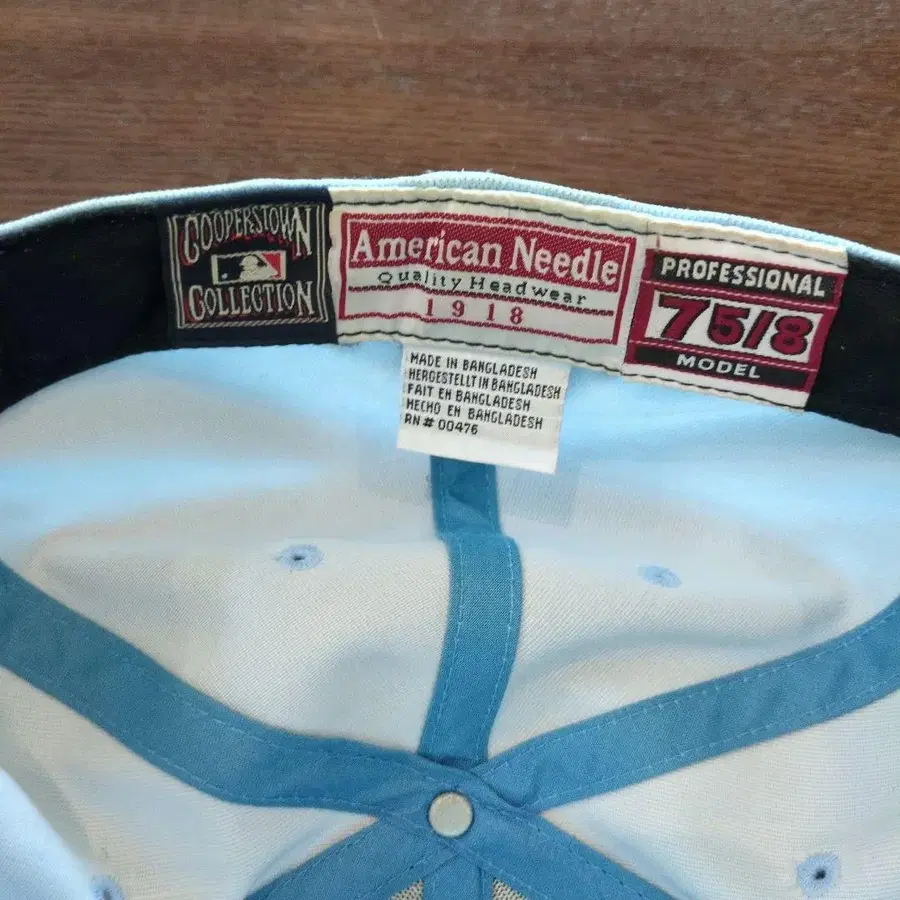 COOPERSTOWN
COLLECTION
American Needle
Quality Headwear
1918
PROFESSIONAL
7 5/8
MODEL
MADE IN BANGLADESH
HERGESTELLT IN BANGLADESH
FAIT EN BANGLADESH
HECHO EN BANGLADESH
RN# 00476